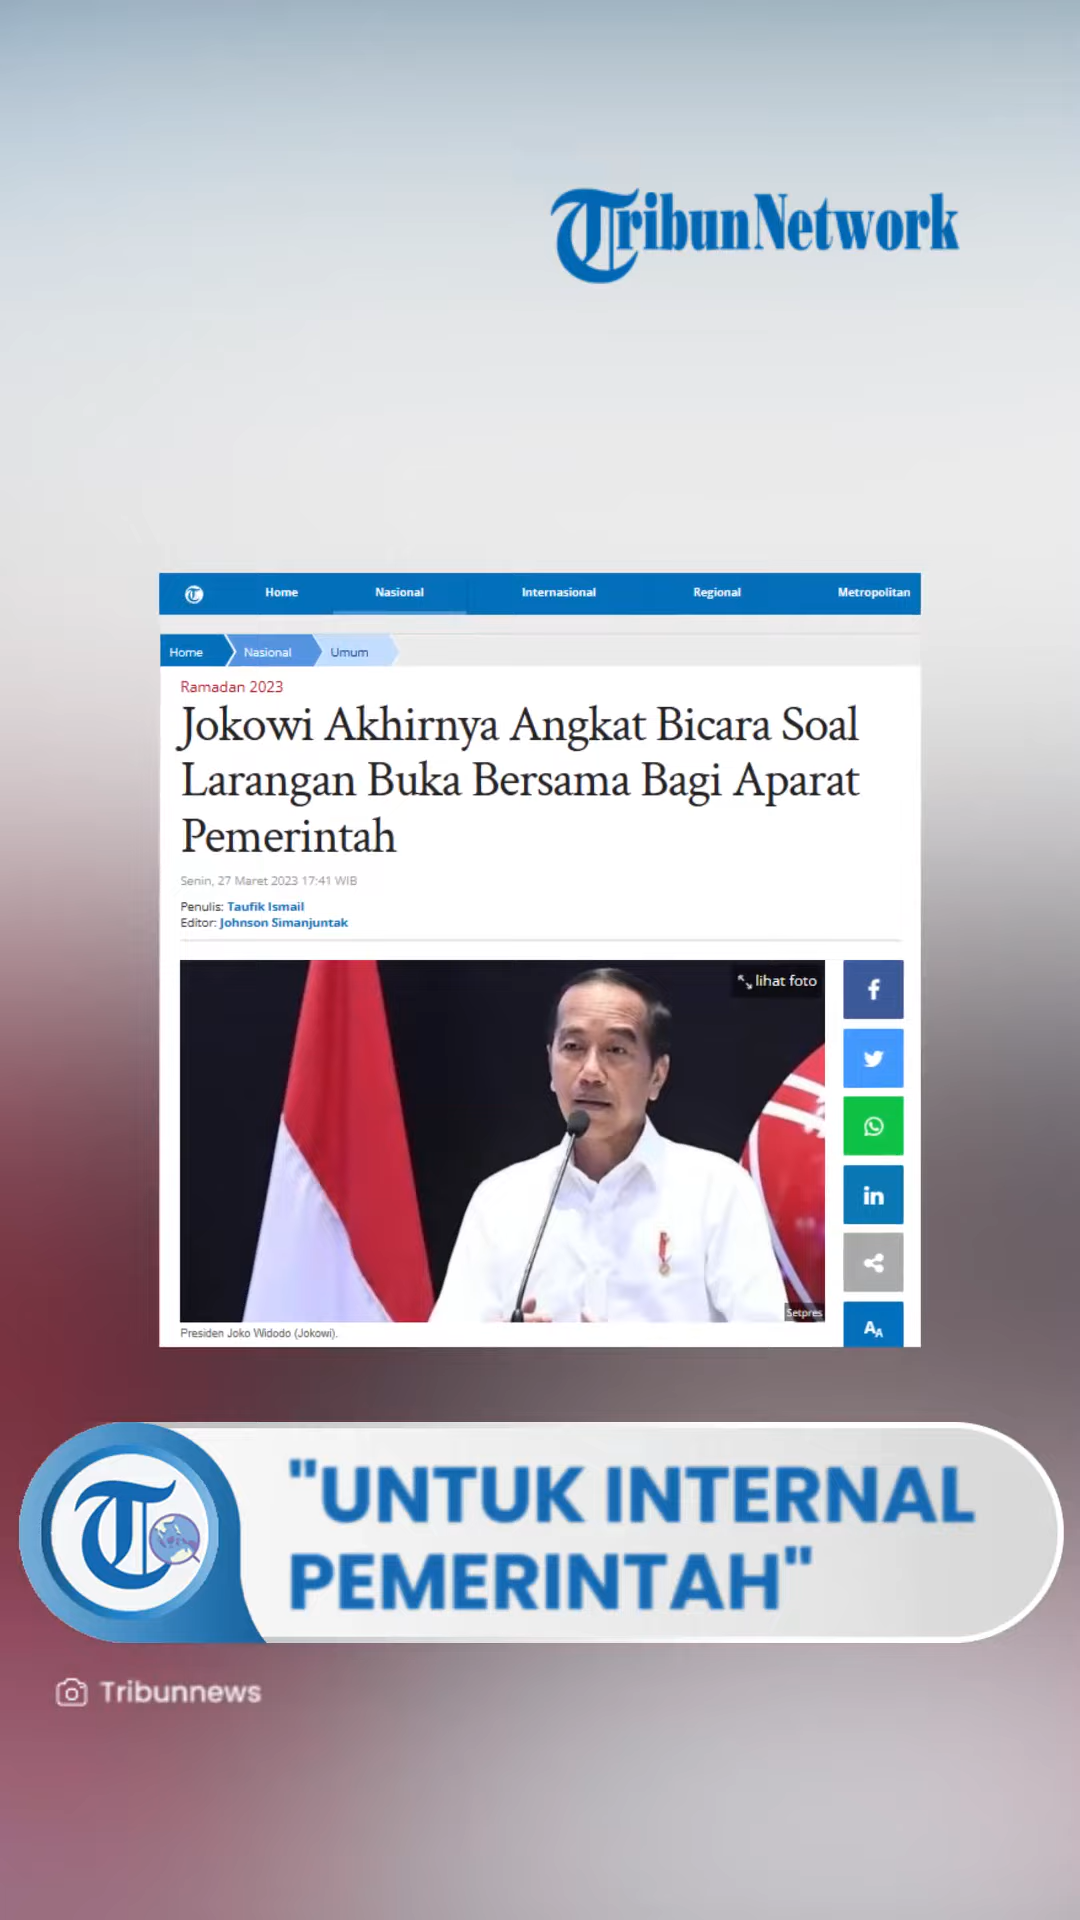 TribunNetwork
Home Nasional Internasional Regional Metropolitan
Home Nasional Umum
Ramadan 2023
Jokowi Akhirnya Angkat Bicara Soal
Larangan Buka Bersama Bagi Aparat
Pemerintah
Senin, 27 Maret 2023 17:41 WIB
Penulis: Taufik Ismail
Editor: Johnson Simanjuntak
lihat foto
Setpres
Presiden Joko Widodo (Jokowi).
AA
"UNTUK INTERNAL
PEMERINTAH"
Tribunnews